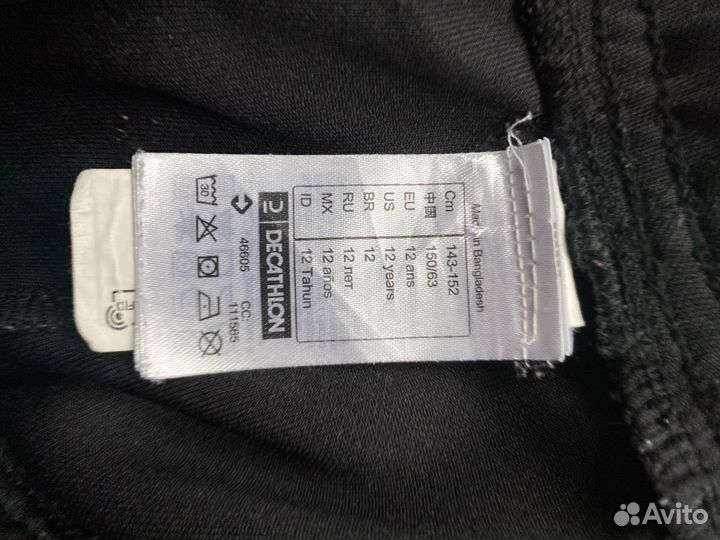 Made in Bangladesh
Cm 143-152
中国 150/63
EU 12 ans
US 12 years
BR 12
RU 12 лет
MX 12 años
ID 12 Tahun
DECATHLON
46605 CC: 111565
30
Avito